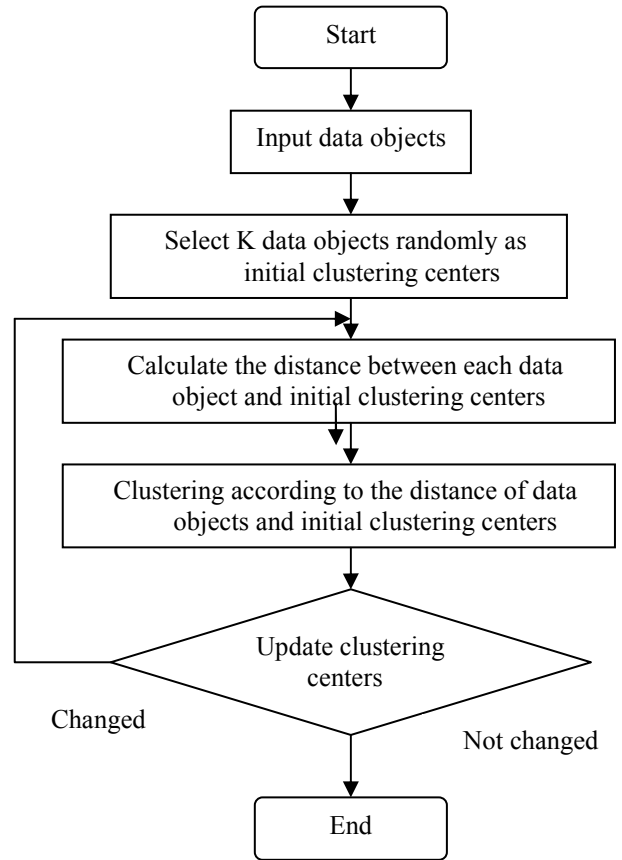 Start
Input data objects
Select K data objects randomly as
initial clustering centers
Calculate the distance between each data
object and initial clustering centers
Clustering according to the distance of data
objects and initial clustering centers
Update clustering
centers
Changed
Not changed
End